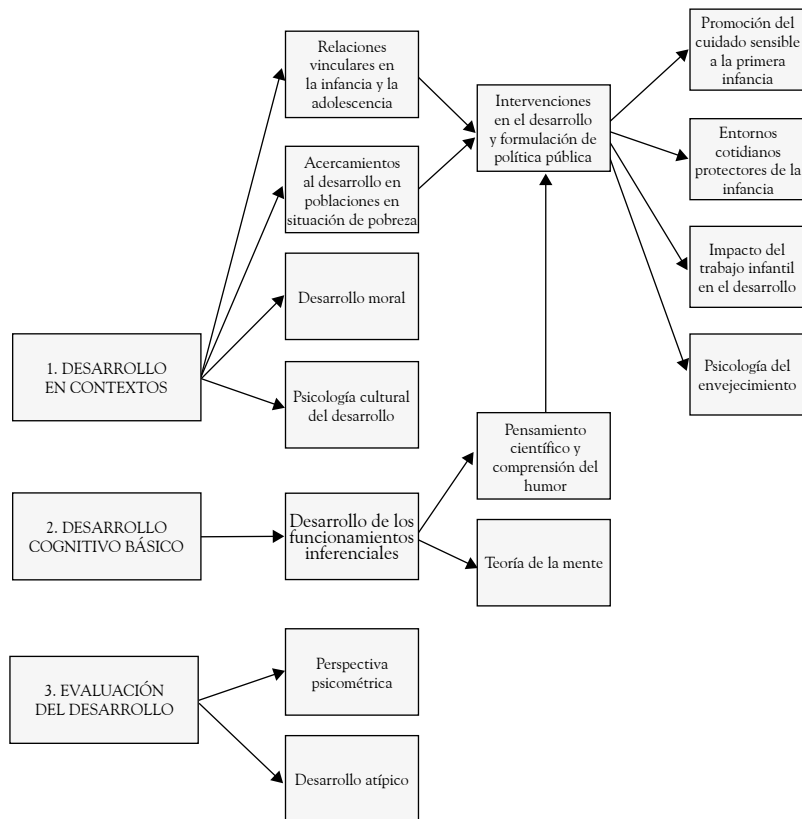 Relaciones
vinculares en
la infancia y la
adolescencia
Acercamientos
al desarrollo en
poblaciones en
situación de pobreza
Desarrollo moral
1. DESARROLLO
EN CONTEXTOS
Psicología cultural
del desarrollo
Intervenciones
en el desarrollo
y formulación de
política pública
Promoción del
cuidado sensible
a la primera
infancia
Entornos
cotidianos
protectores de la
infancia
Impacto del
trabajo infantil
en el desarrollo
Psicología del
envejecimiento
2. DESARROLLO
COGNITIVO BÁSICO
Desarrollo de los
funcionamientos
inferenciales
Pensamiento
científico y
comprensión del
humor
Teoría de la mente
3. EVALUACIÓN
DEL DESARROLLO
Perspectiva
psicométrica
Desarrollo atípico